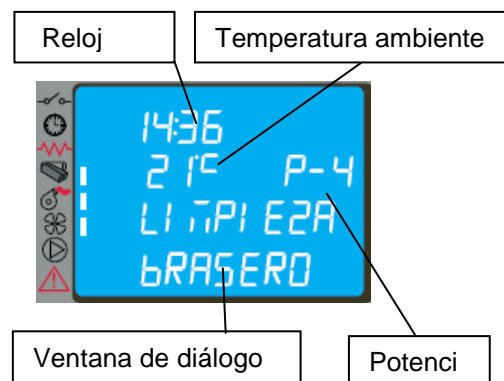 Reloj
Temperatura ambiente
14:36
21°C P-4
LIMPIEZA
bRASERO
Ventana de diálogo
Potenci